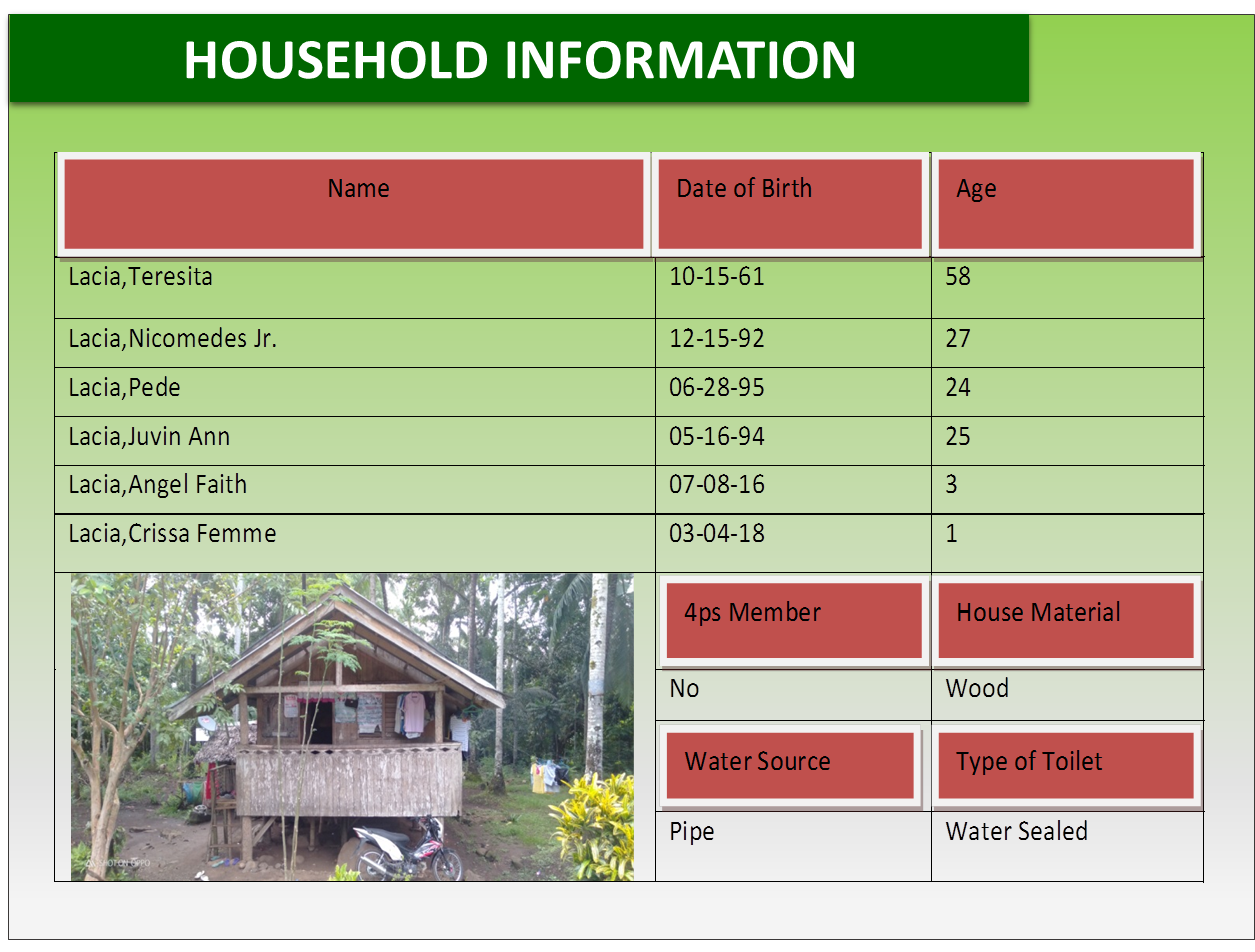 HOUSEHOLD INFORMATION
Name Date of Birth Age
Lacia,Teresita 10-15-61 58
Lacia,Nicomedes Jr. 12-15-92 27
Lacia,Pede 06-28-95 24
Lacia,Juvin Ann 05-16-94 25
Lacia,Angel Faith 07-08-16 3
Lacia,Crissa Femme 03-04-18 1
4ps Member House Material
No Wood
Water Source Type of Toilet
Pipe Water Sealed
SHOT ON OPPO